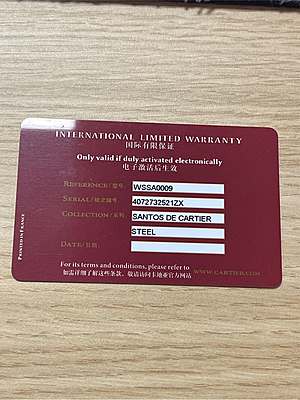 INTERNATIONAL LIMITED WARRANTY
国际有限保证
Only valid if duly activated electronically
电子激活后生效
REFERENCE/型号: WSSA0009
SERIAL/独立编号 4072732521ZX
COLLECTION/系列: SANTOS DE CARTIER
STEEL
DATE/日期:
For its terms and conditions, please refer to
如需详细了解这些条款，敬请访问卡地亚官方网站 WWW.CARTIER.COM
PRINTED IN FRANCE